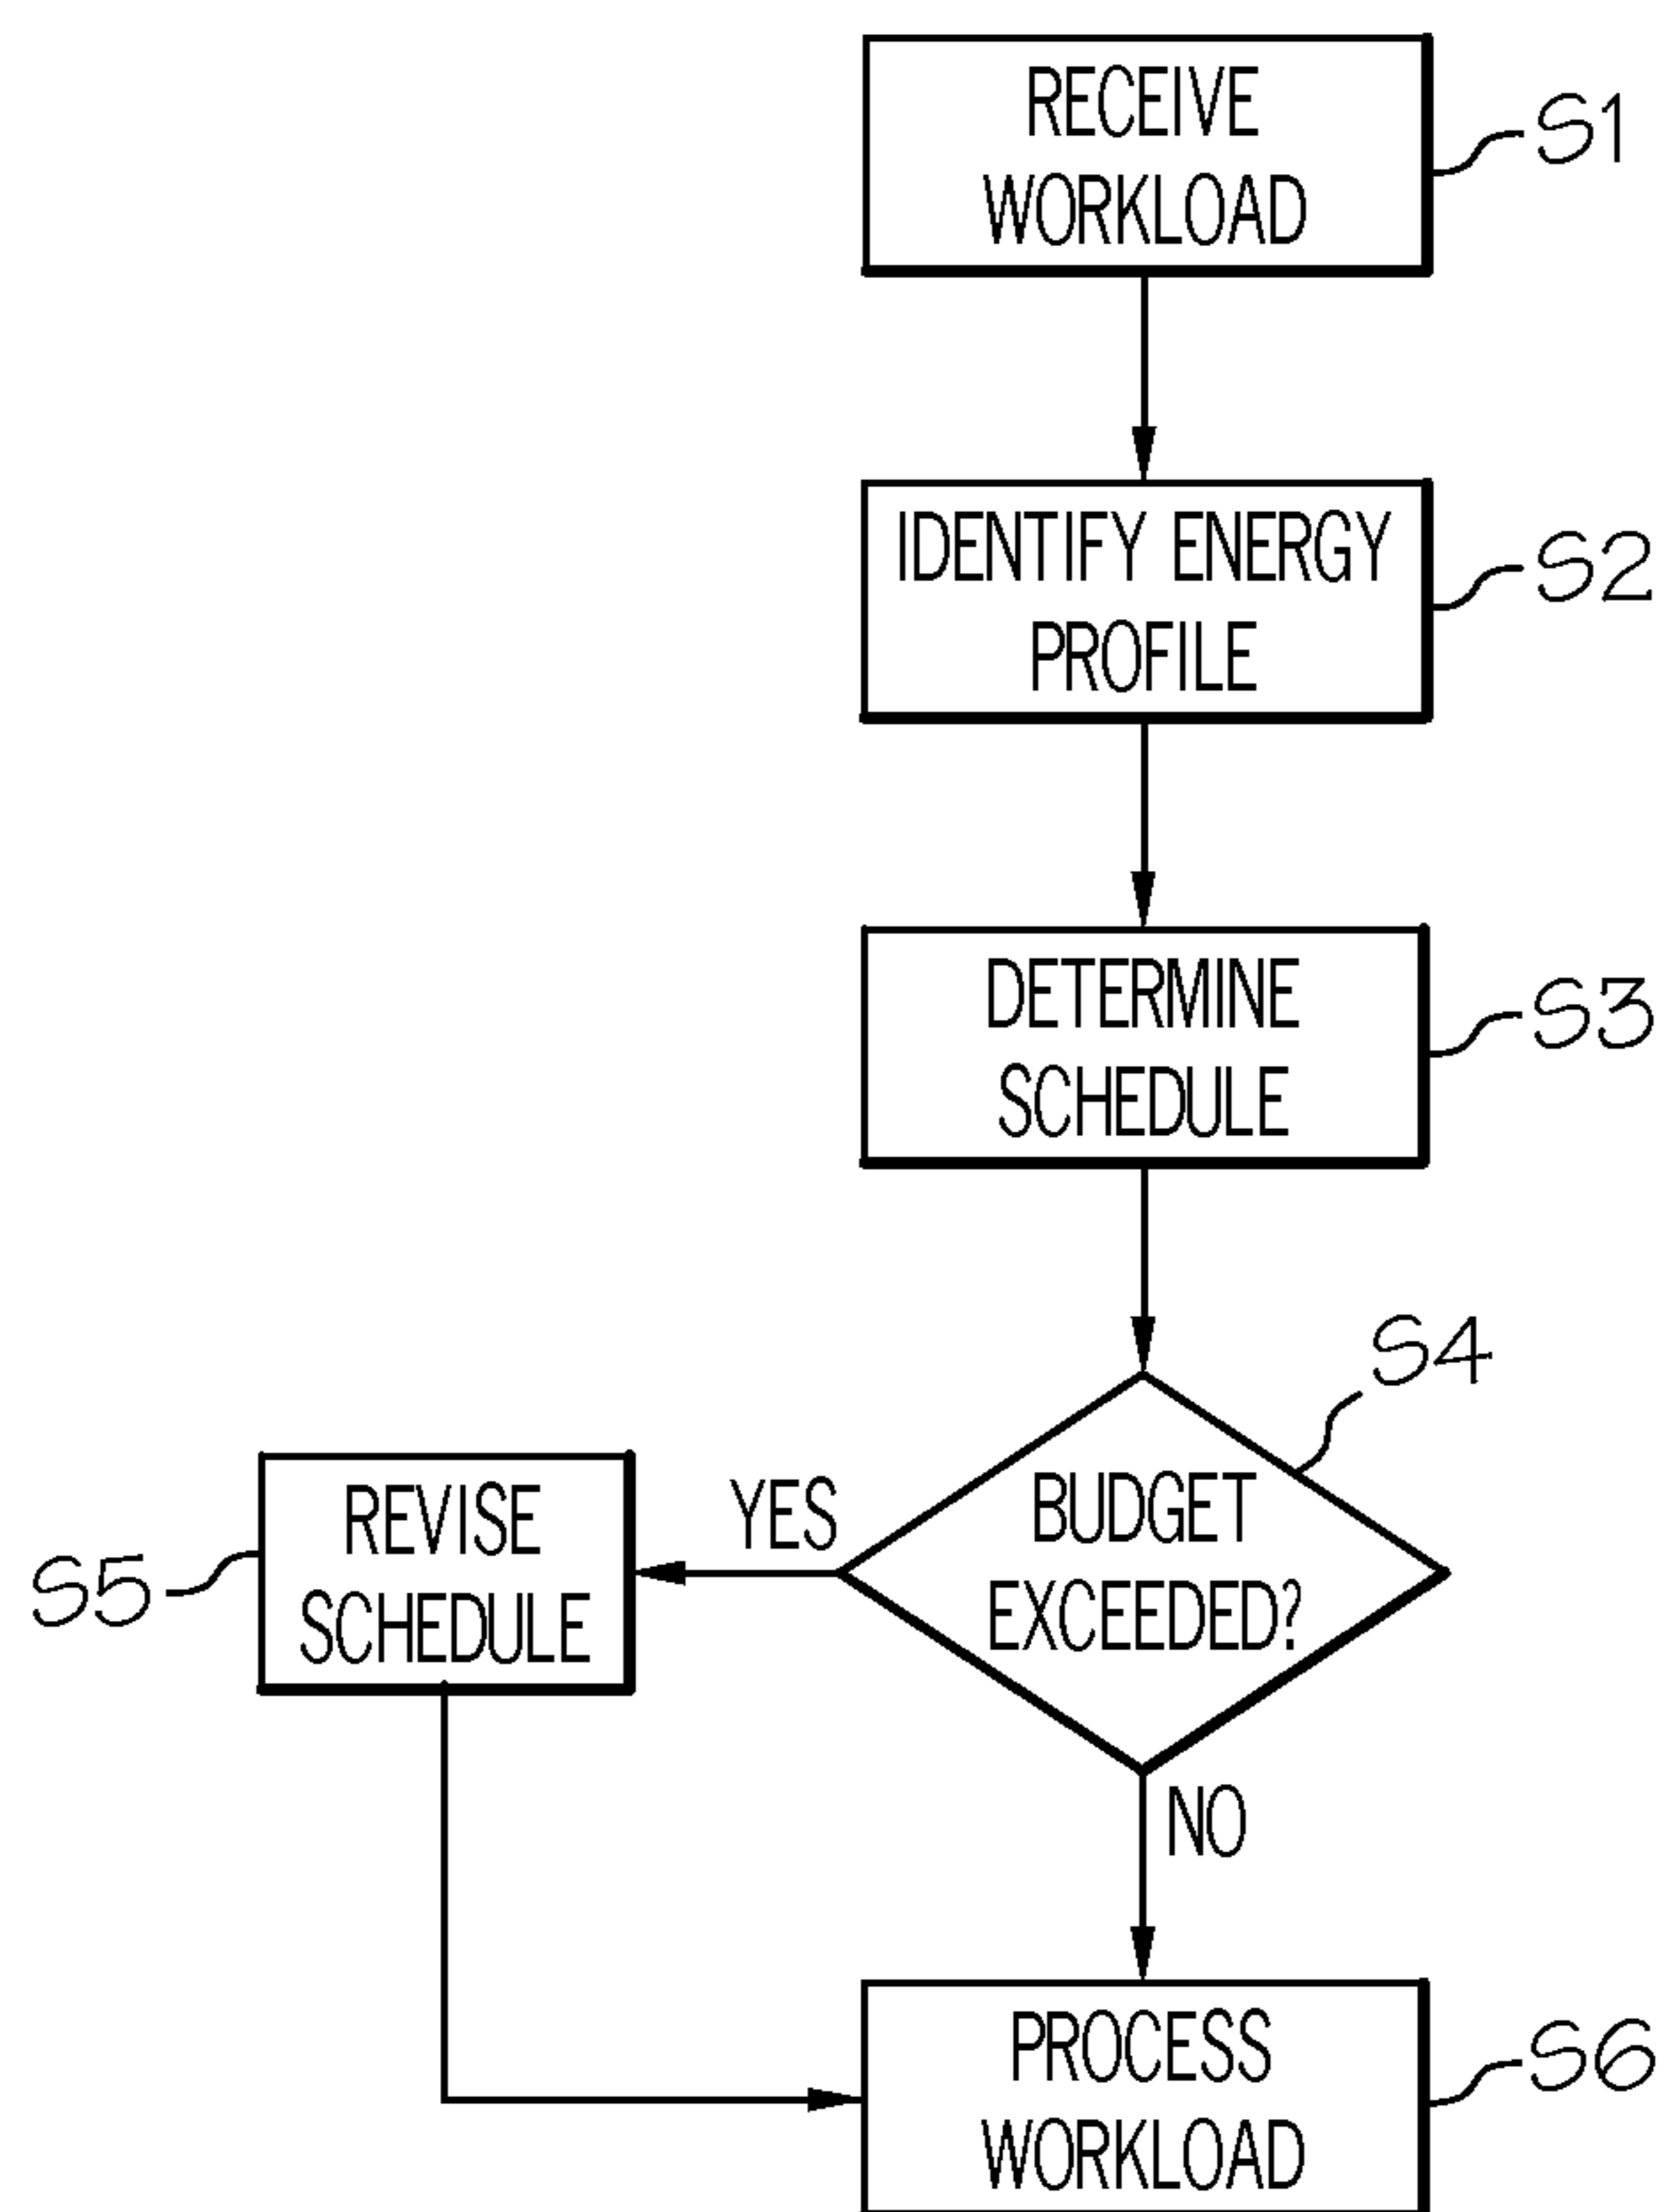 RECEIVE
WORKLOAD
S1
IDENTIFY ENERGY
PROFILE
S2
DETERMINE
SCHEDULE
S3
S4
BUDGET
EXCEEDED?
YES
REVISE
SCHEDULE
S5
NO
PROCESS
WORKLOAD
S6